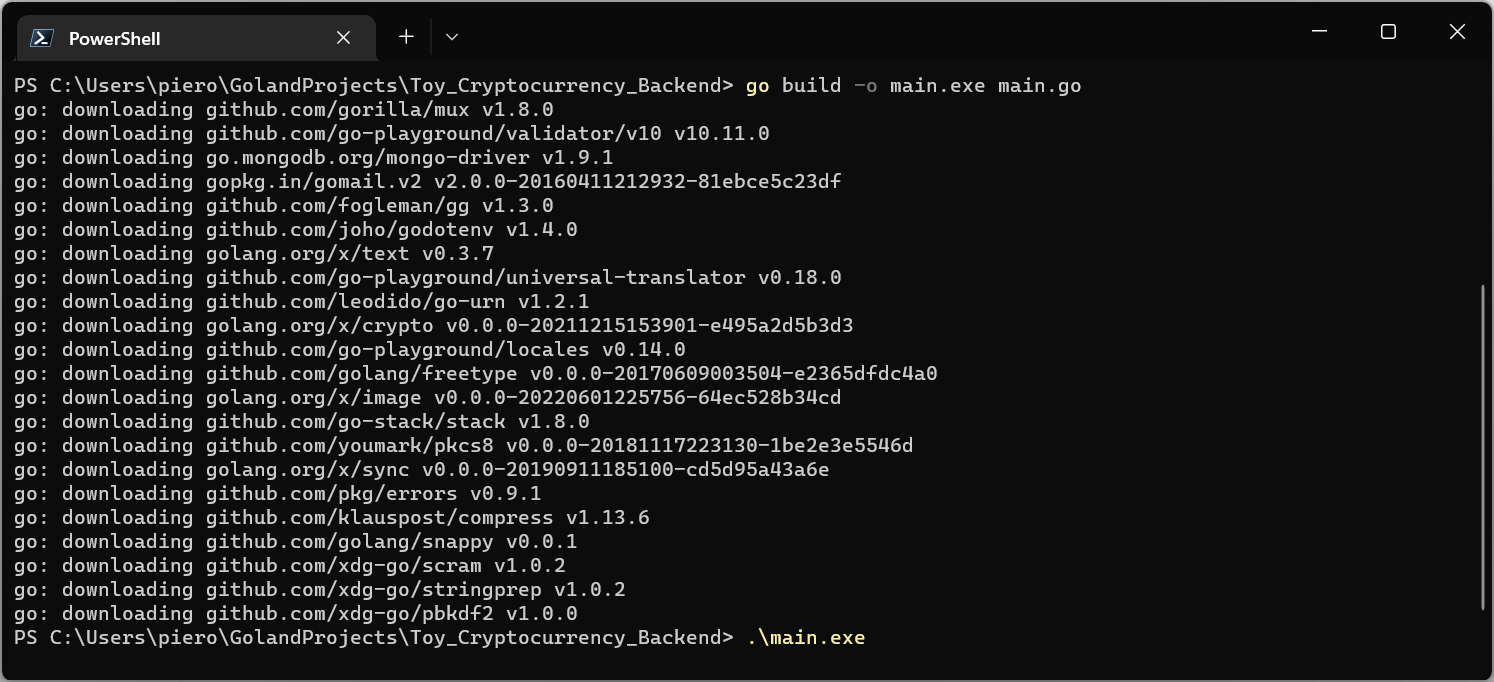 PowerShell
PS C:\Users\piero\GolandProjects\Toy_Cryptocurrency_Backend> go build -o main.exe main.go
go: downloading github.com/gorilla/mux v1.8.0
go: downloading github.com/go-playground/validator/v10 v10.11.0
go: downloading go.mongodb.org/mongo-driver v1.9.1
go: downloading gopkg.in/gomail.v2 v2.0.0-20160411212932-81ebce5c23df
go: downloading github.com/fogleman/gg v1.3.0
go: downloading github.com/joho/godotenv v1.4.0
go: downloading golang.org/x/text v0.3.7
go: downloading github.com/go-playground/universal-translator v0.18.0
go: downloading github.com/leodido/go-urn v1.2.1
go: downloading golang.org/x/crypto v0.0.0-20211215153901-e495a2d5b3d3
go: downloading github.com/go-playground/locales v0.14.0
go: downloading github.com/golang/freetype v0.0.0-20170609003504-e2365dfdc4a0
go: downloading golang.org/x/image v0.0.0-20220601225756-64ec528b34cd
go: downloading github.com/go-stack/stack v1.8.0
go: downloading github.com/youmark/pkcs8 v0.0.0-20181117223130-1be2e3e5546d
go: downloading golang.org/x/sync v0.0.0-20190911185100-cd5d95a43a6e
go: downloading github.com/pkg/errors v0.9.1
go: downloading github.com/klauspost/compress v1.13.6
go: downloading github.com/golang/snappy v0.0.1
go: downloading github.com/xdg-go/scram v1.0.2
go: downloading github.com/xdg-go/stringprep v1.0.2
go: downloading github.com/xdg-go/pbkdf2 v1.0.0
PS C:\Users\piero\GolandProjects\Toy_Cryptocurrency_Backend> .\main.exe